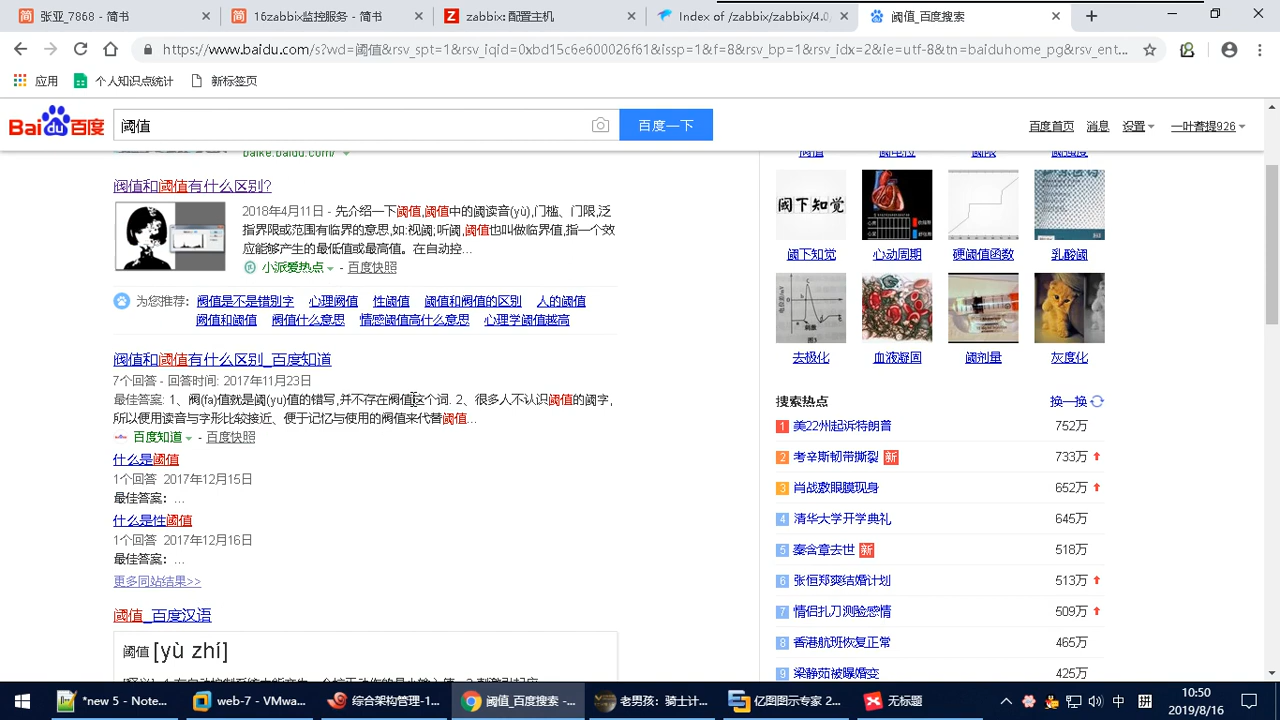 张亚_7868 - 简书
16zabbix监控服务 - 简书
zabbix: 配置主机
Index of /zabbix/zabbix/4.0/
阈值_百度搜索
https://www.baidu.com/s?wd=阈值&rsv_spt=1&rsv_iqid=0xbd15c6e600026f61&issp=1&f=8&rsv_bp=1&rsv_idx=2&ie=utf-8&tn=baiduhome_pg&rsv_ent...
应用
个人知识点统计
新标签页
Bai du 百度
阈值
百度一下
百度首页
消息
设置
一叶菩提926
baike.baidu.com/
阀值和阈值有什么区别?
2018年4月11日 - 先介绍一下阈值,阈值中的阈读音(yù),门槛、门限,泛
指界限或范围有临界的意思,如:视阈,听阈,阈值也叫做临界值,指一个效
应能够产生的最低值或最高值。在自动控...
小派爱热点 - 百度快照
为您推荐: 阀值是不是错别字 心理阈值 性阈值 阈值和阀值的区别 人的阈值
阀值和阈值 阀值什么意思 情感阈值高什么意思 心理学阈值越高
阀值和阈值有什么区别_百度知道
7个回答 - 回答时间: 2017年11月23日
最佳答案: 1、阀(fa)值就是阈(yu)值的错写,并不存在阀值这个词. 2、很多人不认识阈值的阈字,
所以便用读音与字形比较接近、便于记忆与使用的阀值来代替阈值...
百度知道 - 百度快照
什么是阈值
1个回答 2017年12月15日
最佳答案: ...
什么是性阈值
1个回答 2017年12月16日
最佳答案: ...
更多同站结果>>
阈值_百度汉语
阈值 [yù zhí]
阈值
阈电位
阈限
阈强度
阈下知觉
阈下知觉
心动周期
硬阈值函数
乳酸阈
去极化
血液凝固
阈剂量
灰度化
搜索热点
换一换
1 美22州起诉特朗普 752万
2 考辛斯韧带撕裂 新 733万
3 肖战敷眼膜现身 652万
4 清华大学开学典礼 645万
5 秦含章去世 新 518万
6 张恒郑爽结婚计划 513万
7 情侣扎刀测验感情 509万
8 香港航班恢复正常 465万
9 梁静茹被曝婚变 425万
*new 5 - Note...
web-7 - VMwa...
综合架构管理-1...
阈值_百度搜索 -...
老男孩: 骑士计...
亿图图示专家 2...
无标题
中
拼
10:50
2019/8/16